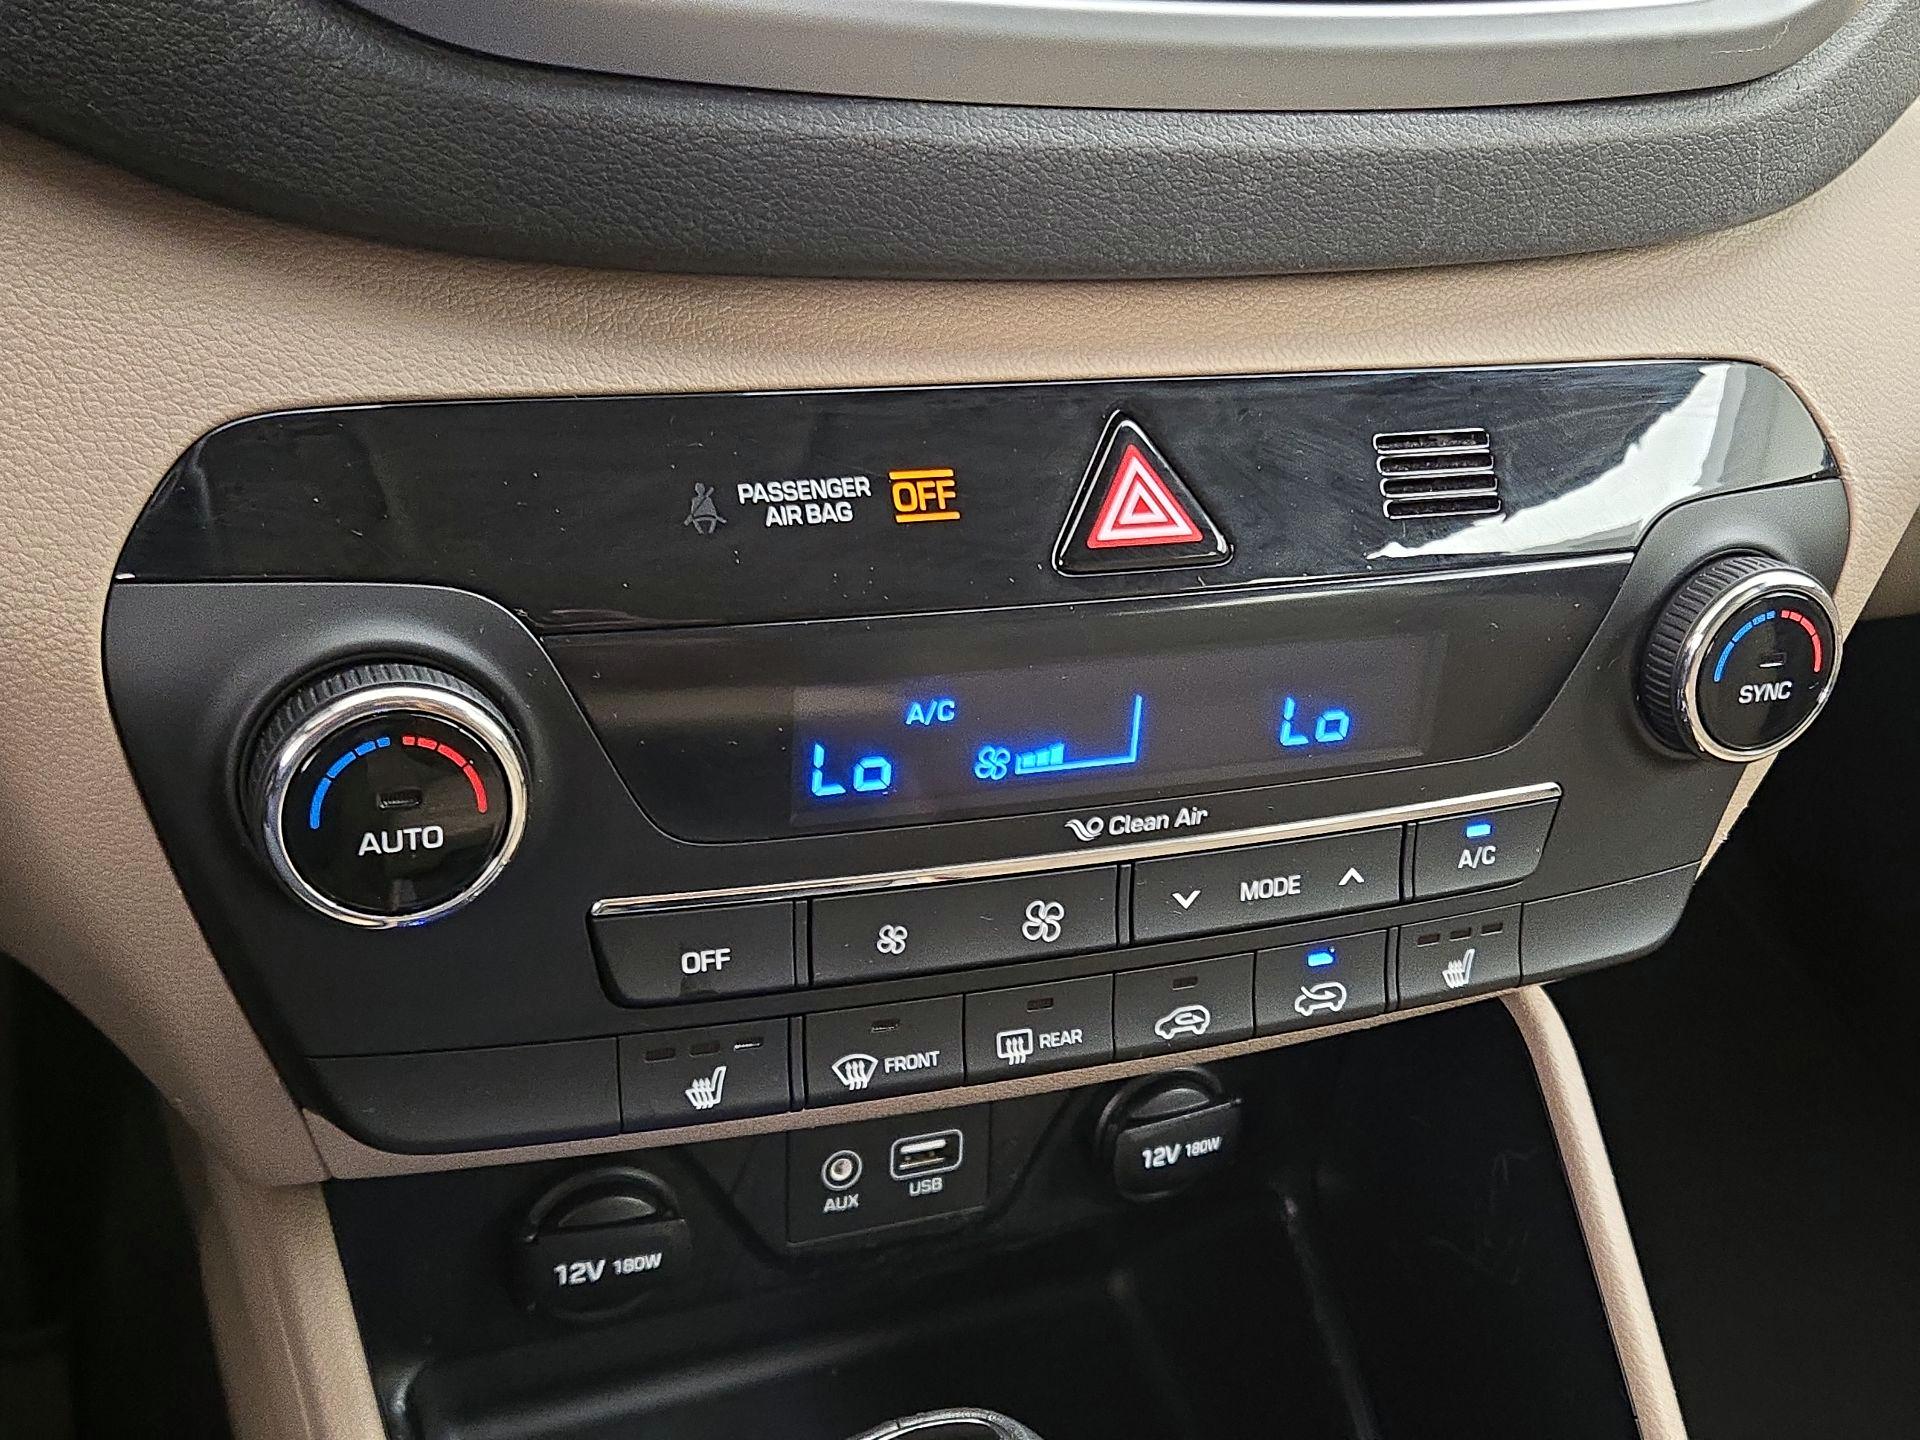 PASSENGER
AIR BAG
OFF
A/C
Lo
Lo
SYNC
AUTO
Clean Air
OFF
MODE
A/C
FRONT
REAR
AUX
USB
12V 180W
12V 180W